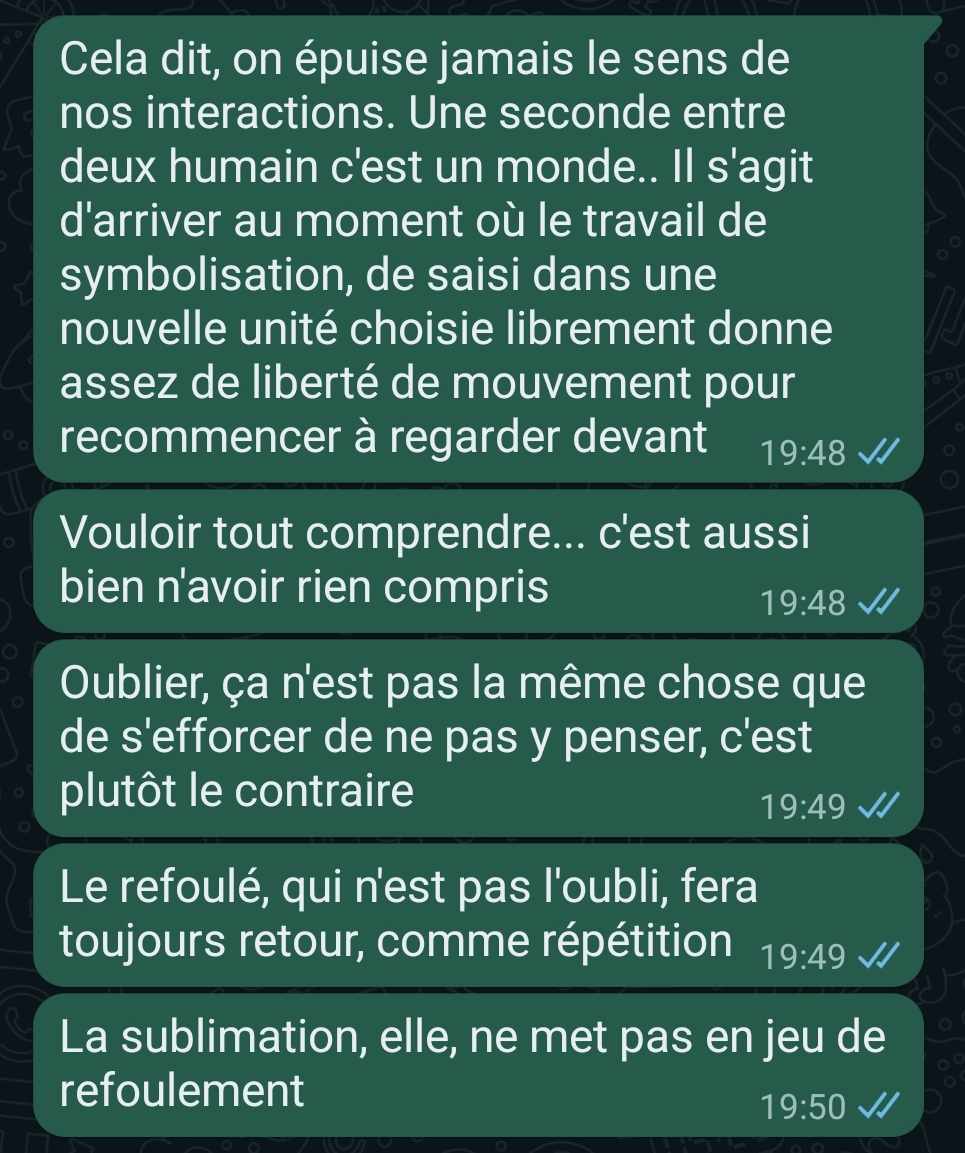 Cela dit, on épuise jamais le sens de
nos interactions. Une seconde entre
deux humain c'est un monde.. Il s'agit
d'arriver au moment où le travail de
symbolisation, de saisi dans une
nouvelle unité choisie librement donne
assez de liberté de mouvement pour
recommencer à regarder devant
19:48
Vouloir tout comprendre... c'est aussi
bien n'avoir rien compris
19:48
Oublier, ça n'est pas la même chose que
de s'efforcer de ne pas y penser, c'est
plutôt le contraire
19:49
Le refoulé, qui n'est pas l'oubli, fera
toujours retour, comme répétition
19:49
La sublimation, elle, ne met pas en jeu de
refoulement
19:50